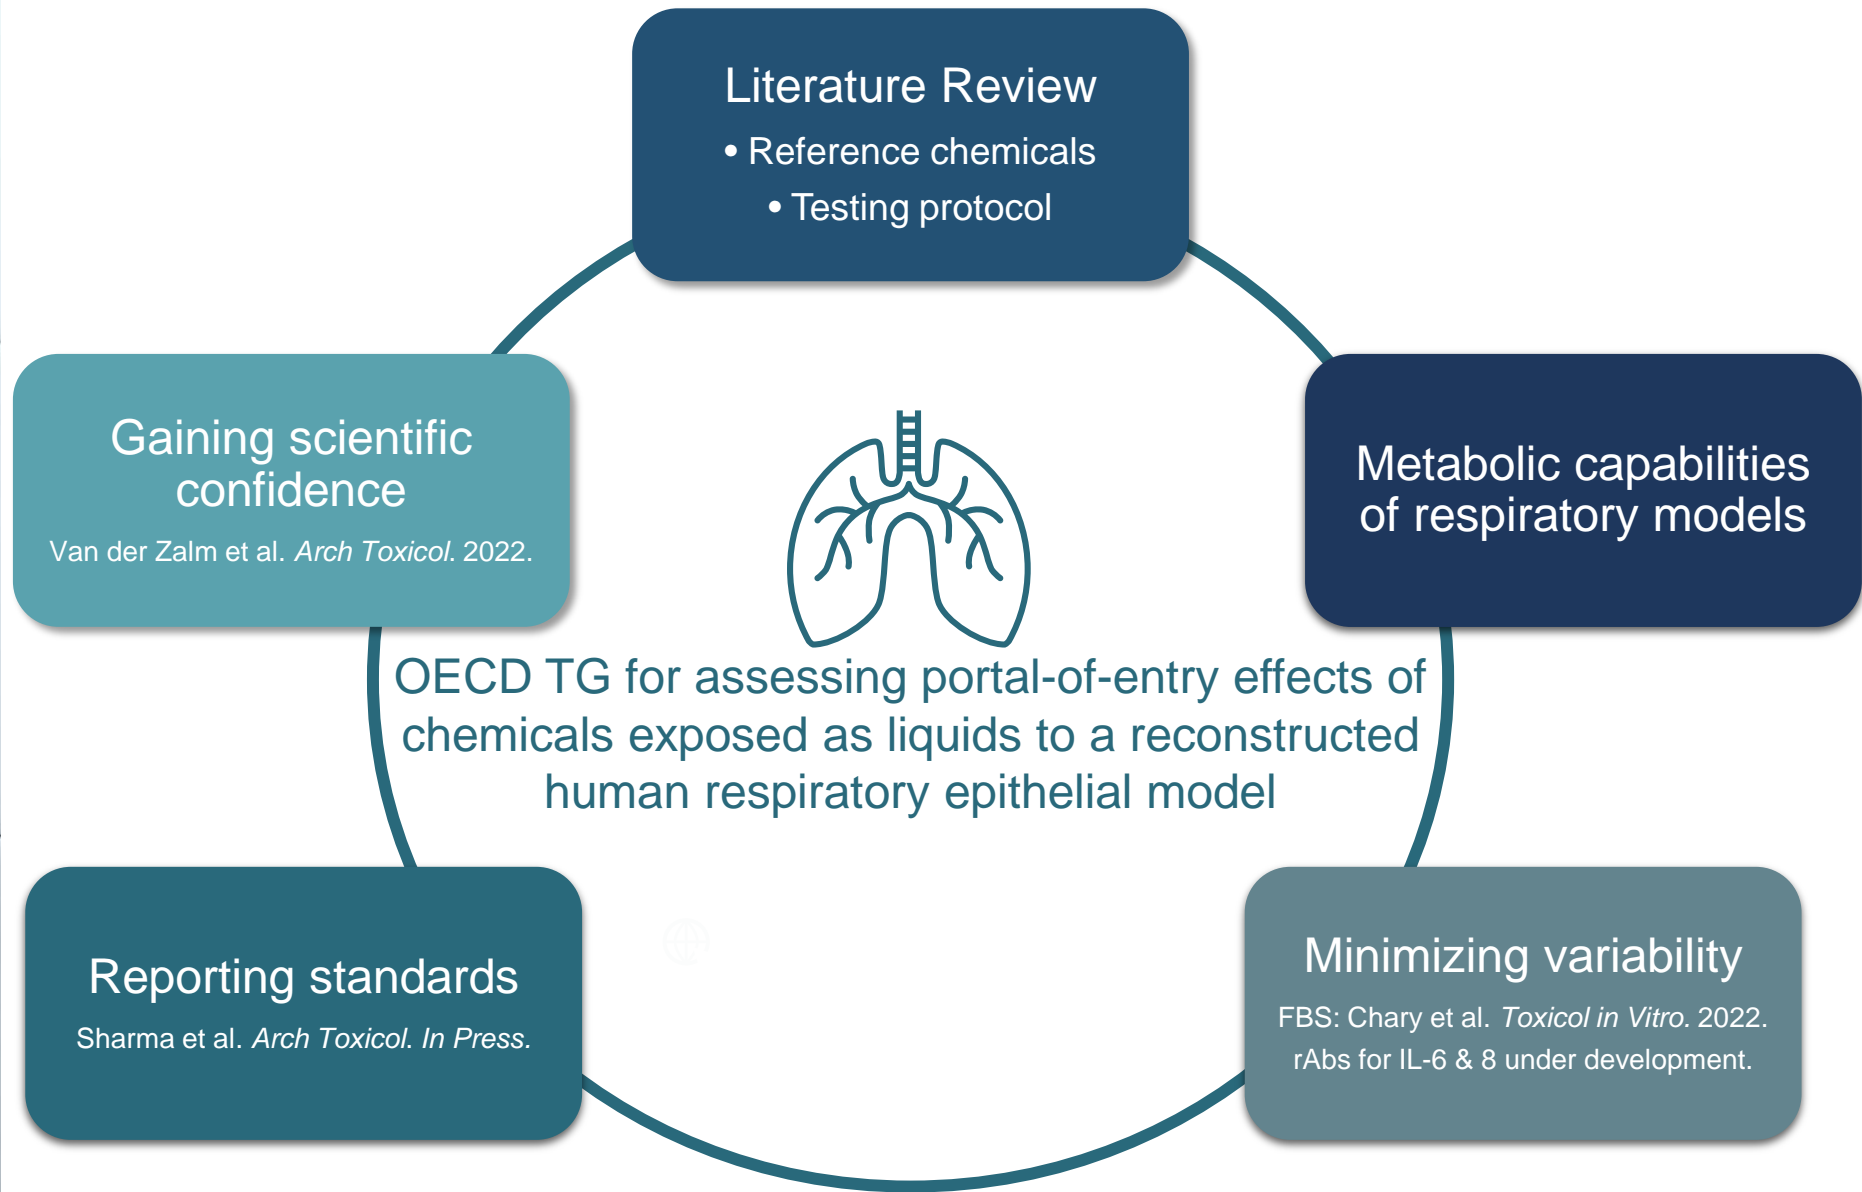 Literature Review
• Reference chemicals
• Testing protocol
Gaining scientific
confidence
Van der Zalm et al. Arch Toxicol. 2022.
Metabolic capabilities
of respiratory models
OECD TG for assessing portal-of-entry effects of
chemicals exposed as liquids to a reconstructed
human respiratory epithelial model
Reporting standards
Sharma et al. Arch Toxicol. In Press.
Minimizing variability
FBS: Chary et al. Toxicol in Vitro. 2022.
rAbs for IL-6 & 8 under development.